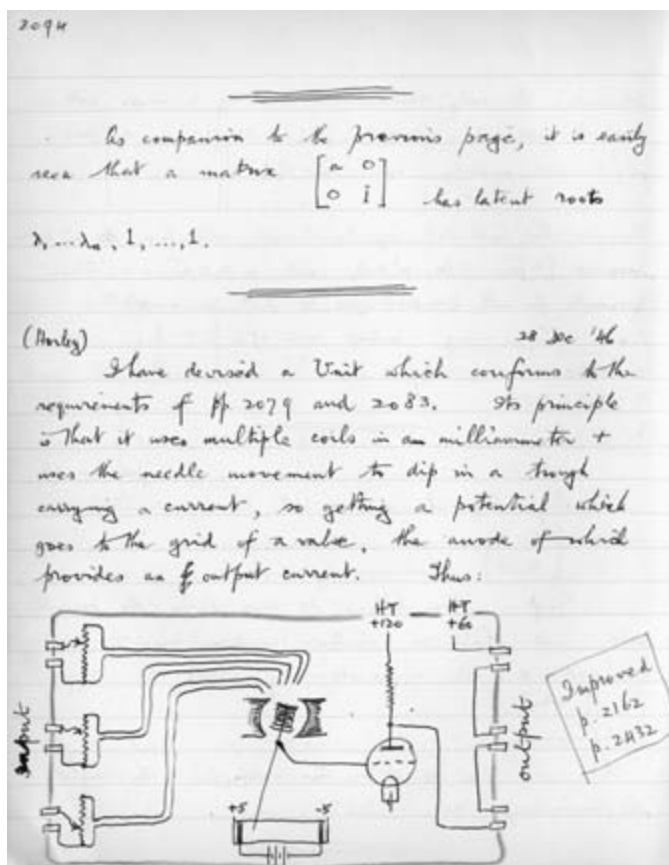 2094
As companion to the previous page, it is easily
seen that a matrix [a 0
0 1] has latent roots
λ, ... λₙ, 1, ..., 1.
28 Dec '46
I have devised a Unit which conforms to the
requirements of pp 2079 and 2083. Its principle
is that it uses multiple coils in a milliammeter +
uses the needle movement to dip in a trough
carrying a current, so getting a potential which
goes to the grid of a valve, the anode of which
provides an output current. Thus:
HT HT
+120 +60
input
+5 -5
output
Improved
p. 2162
p. 2432